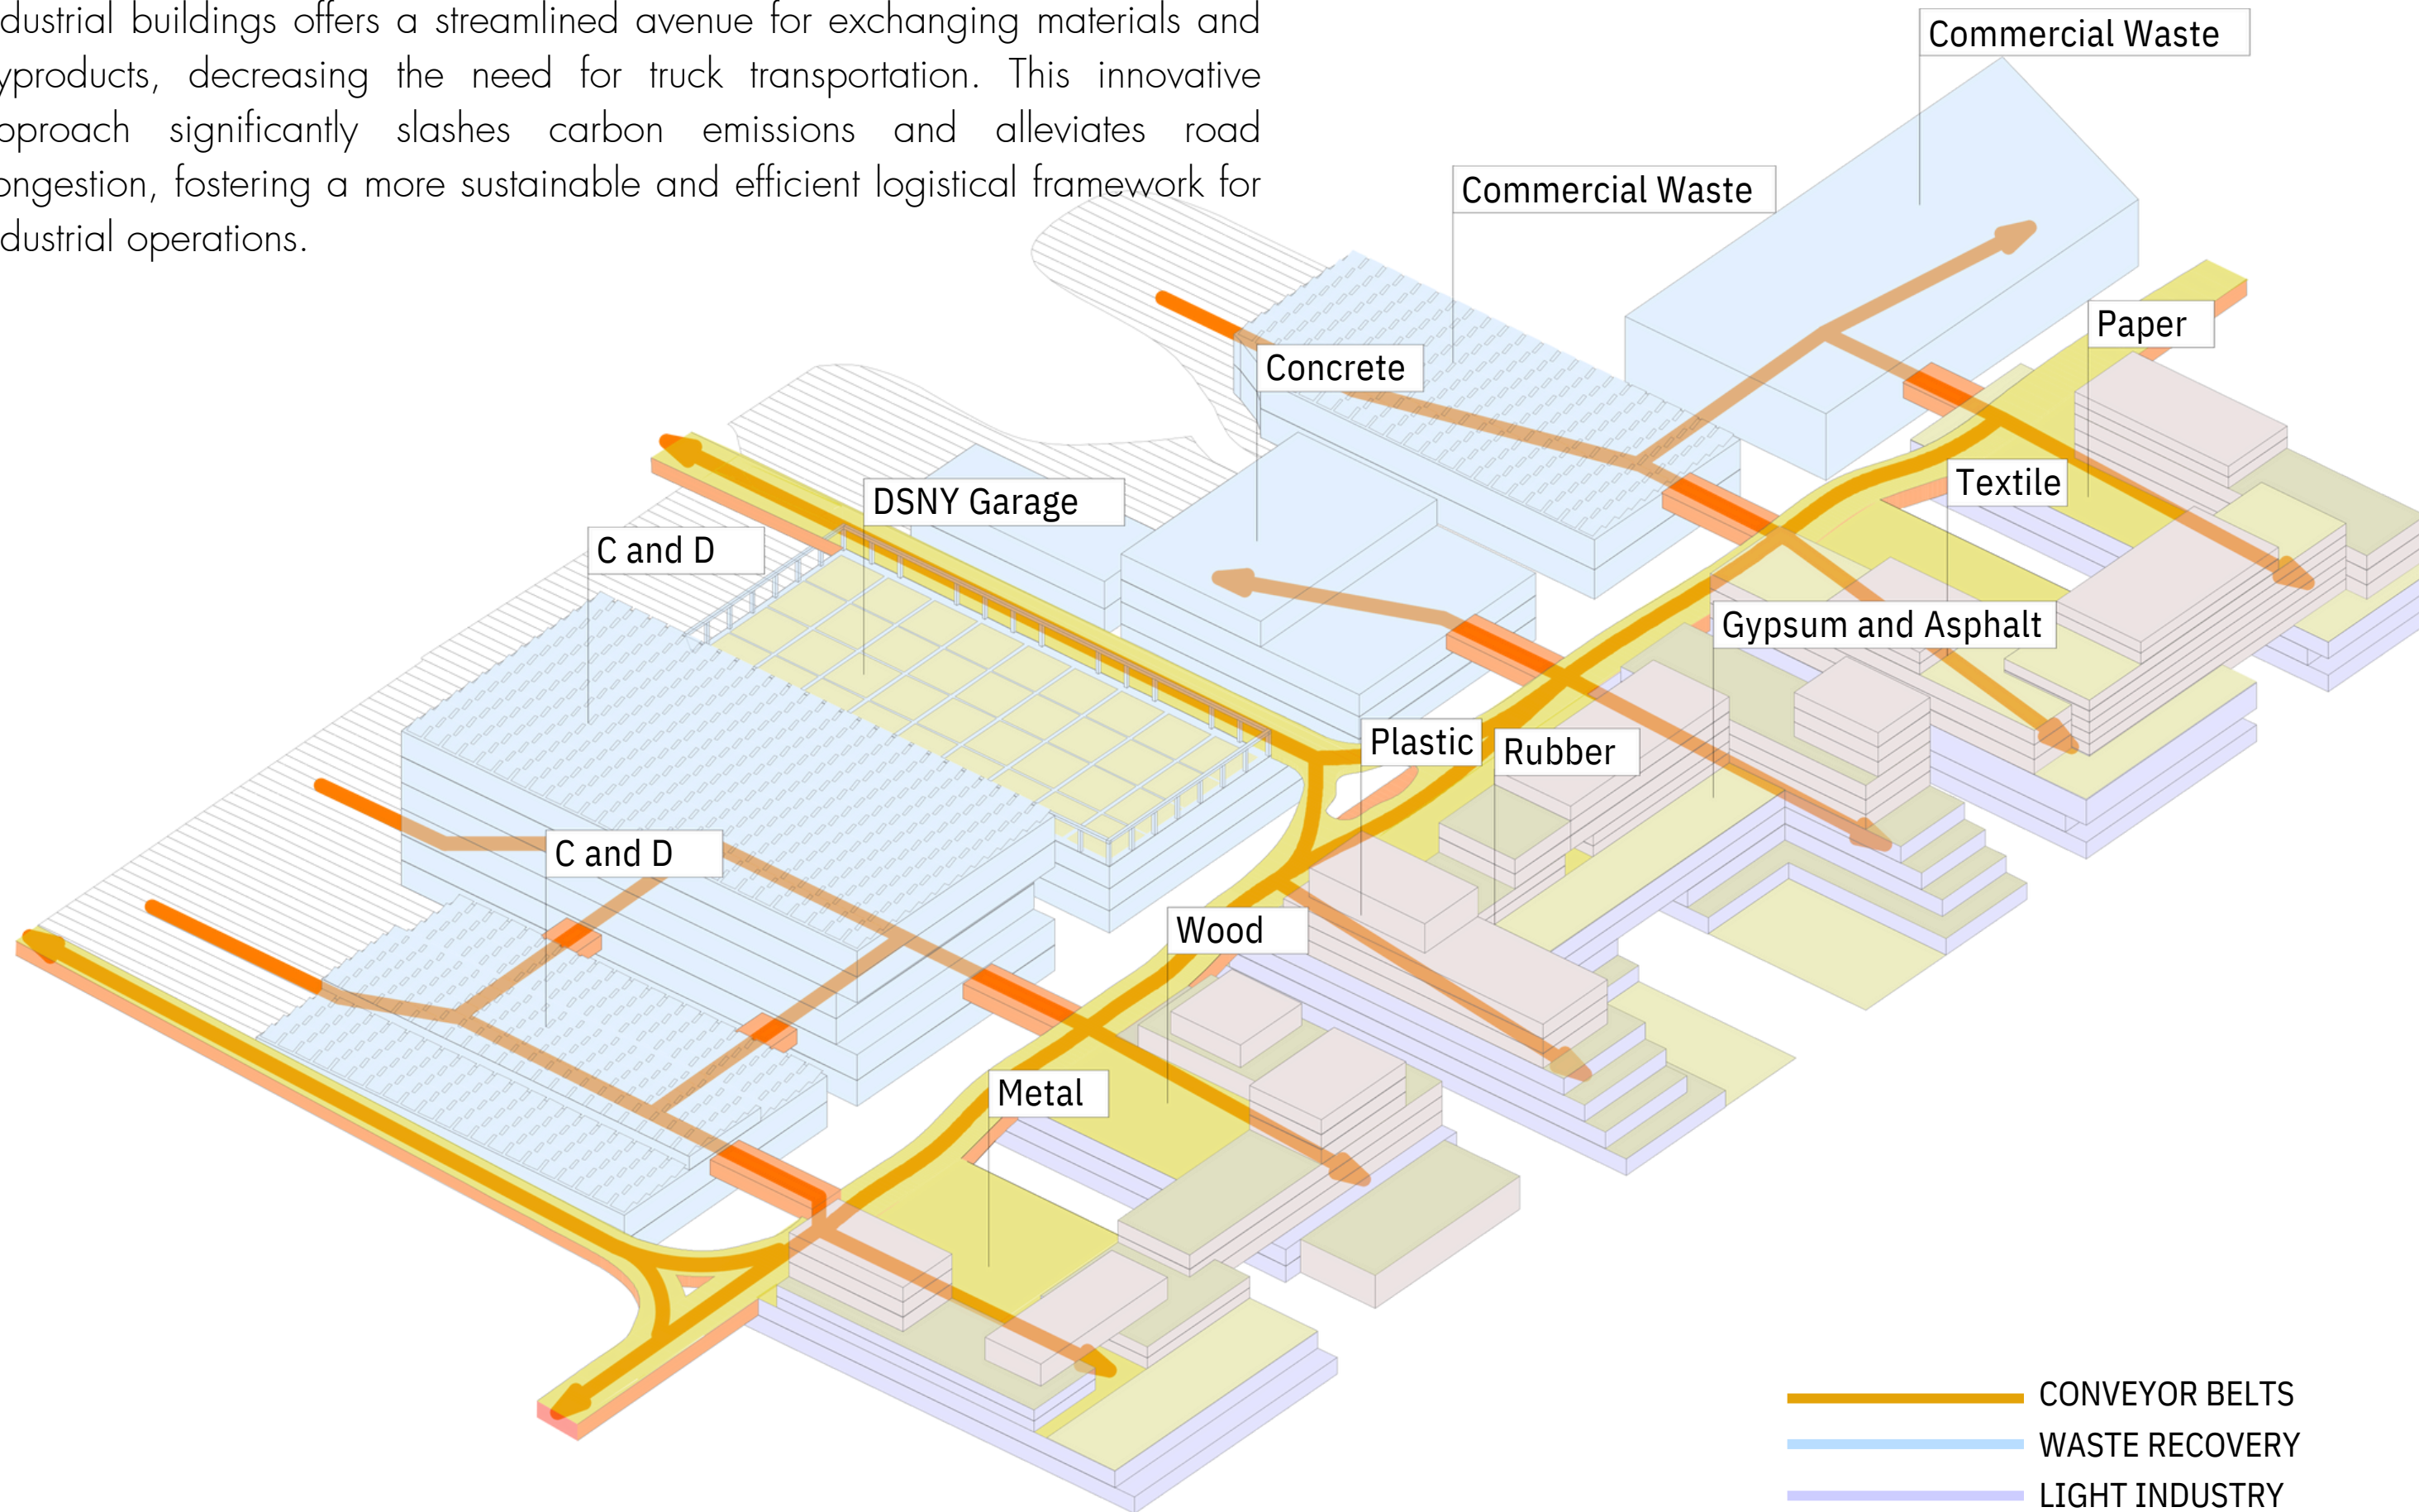 dustrial buildings offers a streamlined avenue for exchanging materials and
yproducts, decreasing the need for truck transportation. This innovative
pproach significantly slashes carbon emissions and alleviates road
ongestion, fostering a more sustainable and efficient logistical framework for
dustrial operations.
Commercial Waste
Commercial Waste
Paper
Concrete
Textile
DSNY Garage
C and D
Gypsum and Asphalt
Plastic
Rubber
C and D
Wood
Metal
CONVEYOR BELTS
WASTE RECOVERY
LIGHT INDUSTRY